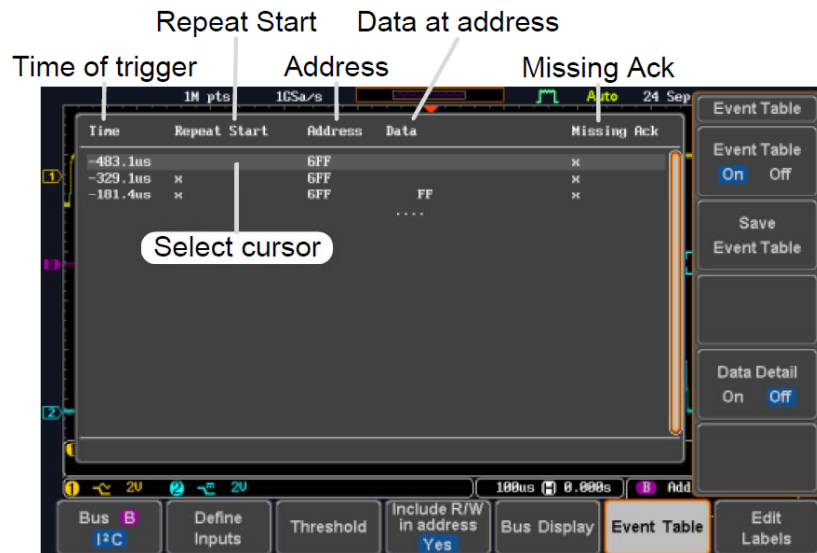 Repeat Start Data at address
Time of trigger Address Missing Ack
1M pts 1GSa/s Auto 24 Sep
Event Table
Time Repeat Start Address Data Missing Ack
-483.1us 6FF x
-329.1us x 6FF x
-181.4us x 6FF FF x
....
Select cursor
Event Table
On Off
Save
Event Table
Data Detail
On Off
1
B
2
1 2V 2 2V 100us H 0.000s B Add
Bus B
I²C
Define
Inputs
Threshold
Include R/W
in address
Yes
Bus Display
Event Table
Edit
Labels